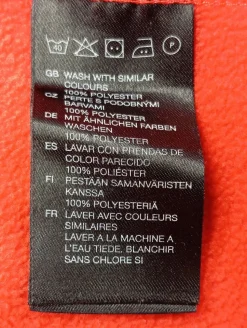 40 P
GB WASH WITH SIMILAR
COLOURS
100% POLYESTER
CZ PERTE S PODOBNÝMI
BARVAMI
100% POLYESTER
DE MIT ÄHNLICHEN FARBEN
WASCHEN
100% POLYESTER
ES LAVAR CON PRENDAS DE
COLOR PARECIDO
100% POLIÉSTER
FI PESTÄÄN SAMANVÄRISTEN
KANSSA
100% POLYESTERIÄ
FR LAVER AVEC COULEURS
SIMILAIRES
LAVER A LA MACHINE A
L'EAU TIEDE. BLANCHIR
SANS CHLORE SI